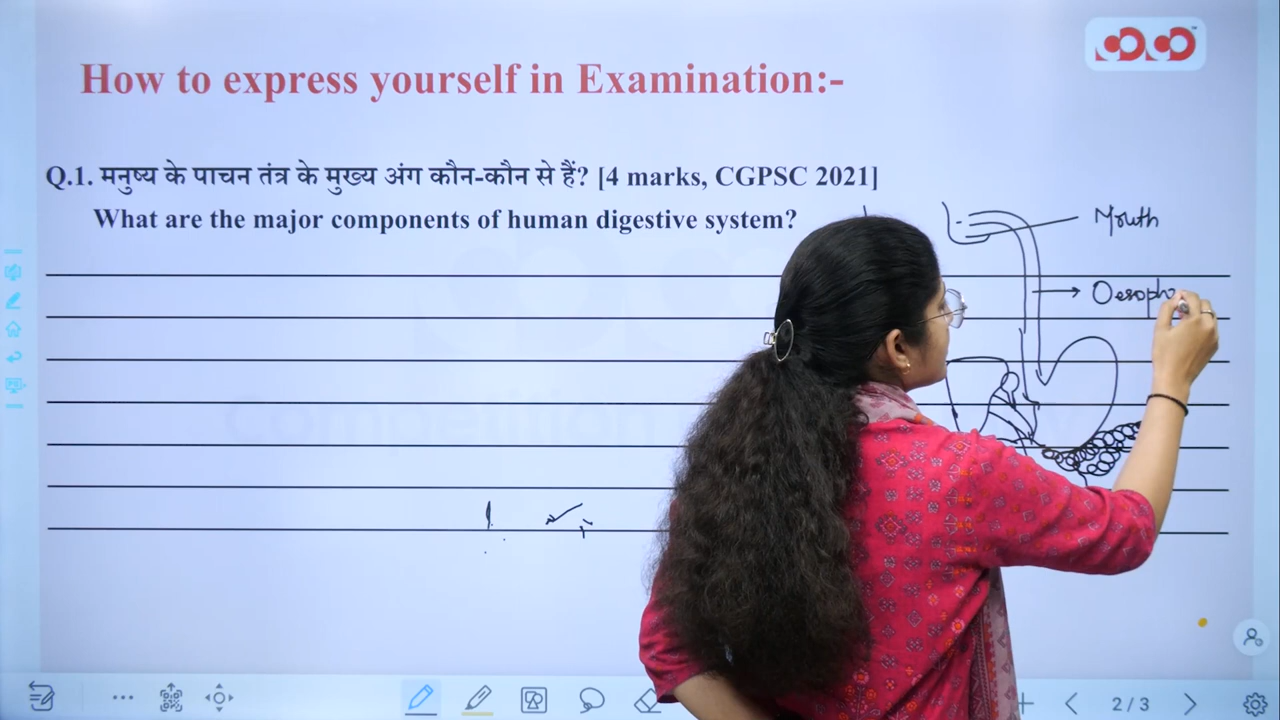 How to express yourself in Examination:-
Q.1. मनुष्य के पाचन तंत्र के मुख्य अंग कौन-कौन से हैं? [4 marks, CGPSC 2021]
What are the major components of human digestive system?
Mouth
Oesopha
2/3